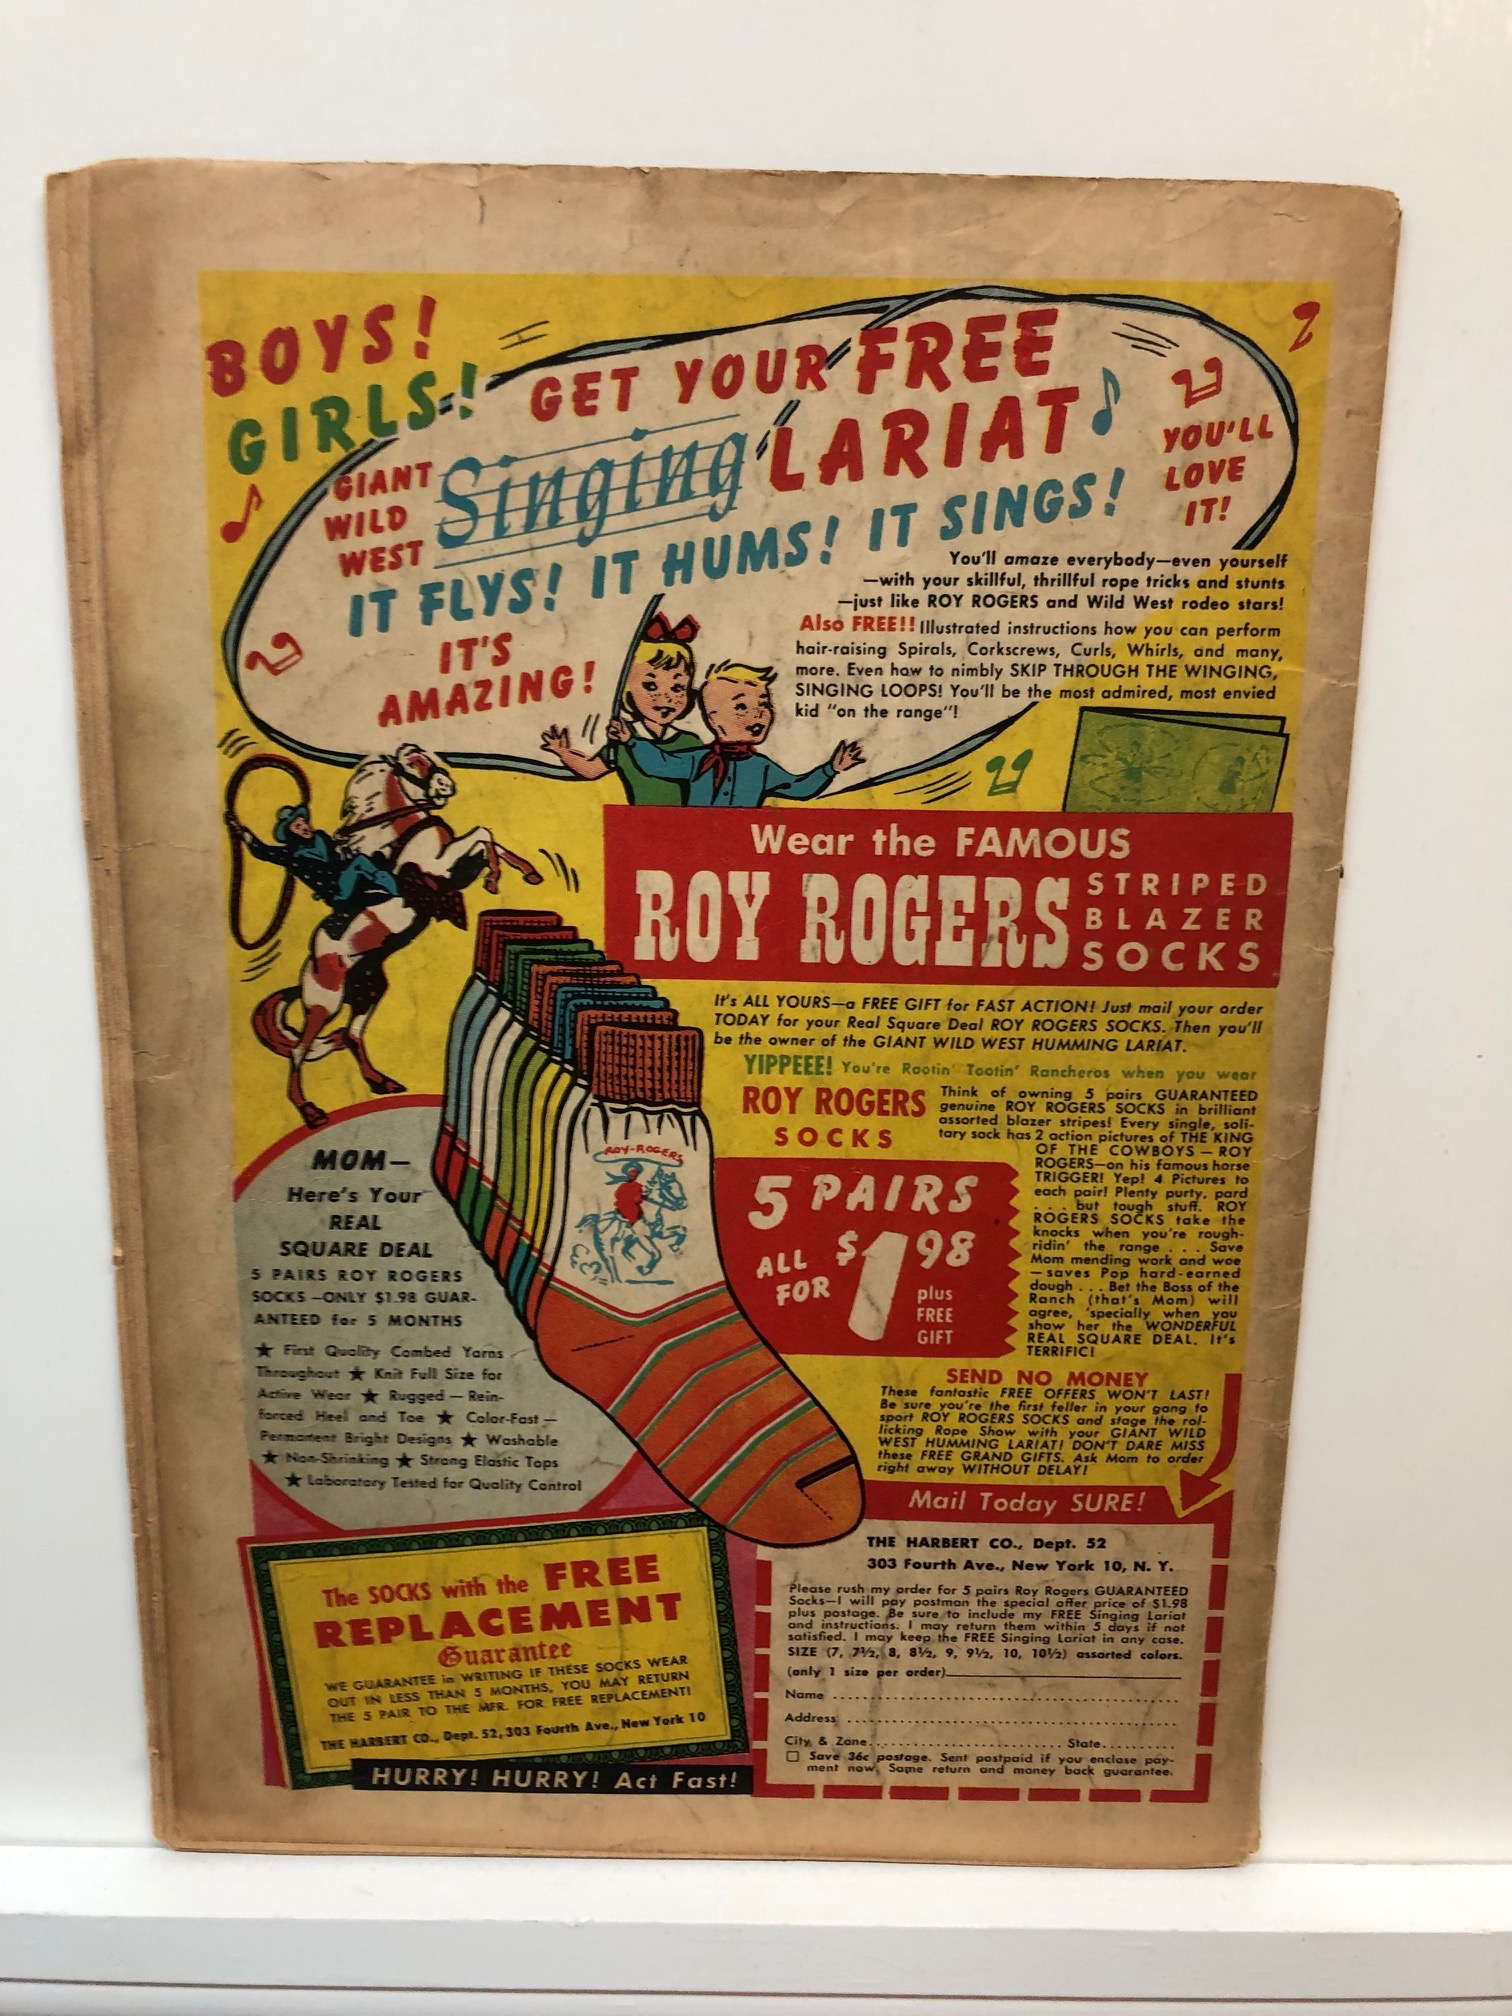 BOYS!
GIRLS!
GET YOUR FREE
GIANT
WILD
WEST
Singing
LARIAT
YOU'LL
LOVE
IT!
IT FLYS! IT HUMS! IT SINGS!
IT'S
AMAZING!
You'll amaze everybody—even yourself
—with your skillful, thrillful rope tricks and stunts
—just like ROY ROGERS and Wild West rodeo stars!
Also FREE!! Illustrated instructions how you can perform
hair-raising Spirals, Corkscrews, Curls, Whirls, and many,
more. Even how to nimbly SKIP THROUGH THE WINGING,
SINGING LOOPS! You'll be the most admired, most envied
kid "on the range"!
Wear the FAMOUS
ROY ROGERS
STRIPED
BLAZER
SOCKS
It's ALL YOURS—a FREE GIFT for FAST ACTION! Just mail your order
TODAY for your Real Square Deal ROY ROGERS SOCKS. Then you'll
be the owner of the GIANT WILD WEST HUMMING LARIAT.
YIPPEEE! You're Rootin' Tootin' Rancheros when you wear
ROY ROGERS
SOCKS
Think of owning 5 pairs GUARANTEED
genuine ROY ROGERS SOCKS in brilliant
assorted blazer stripes! Every single, soli-
tary sock has 2 action pictures of THE KING
OF THE COWBOYS — ROY
ROGERS—on his famous horse
TRIGGER! Yep! 4 Pictures to
each pair! Plenty purty, pard
. . . but tough stuff. ROY
ROGERS SOCKS take the
knocks when you're rough-
ridin' the range . . . Save
Mom mending work and woe
—saves Pop hard-earned
dough . . . Bet the Boss of the
Ranch (that's Mom) will
agree, 'specially when you
show her the WONDERFUL
REAL SQUARE DEAL. It's
TERRIFIC!
5 PAIRS
ALL
FOR
$1.98
plus
FREE
GIFT
ROY-ROGERS
MOM—
Here's Your
REAL
SQUARE DEAL
5 PAIRS ROY ROGERS
SOCKS —ONLY $1.98 GUAR-
ANTEED for 5 MONTHS
★ First Quality Combed Yarns
Throughout ★ Knit Full Size for
Active Wear ★ Rugged — Rein-
forced Heel and Toe ★ Color-Fast —
Permanent Bright Designs ★ Washable
★ Non-Shrinking ★ Strong Elastic Tops
★ Laboratory Tested for Quality Control
SEND NO MONEY
These fantastic FREE OFFERS WON'T LAST!
Be sure you're the first feller in your gang to
sport ROY ROGERS SOCKS and stage the rol-
licking Rope Show with your GIANT WILD
WEST HUMMING LARIAT! DON'T DARE MISS
these FREE GRAND GIFTS. Ask Mom to order
right away WITHOUT DELAY!
Mail Today SURE!
The SOCKS with the FREE
REPLACEMENT
Guarantee
WE GUARANTEE in WRITING IF THESE SOCKS WEAR
OUT IN LESS THAN 5 MONTHS, YOU MAY RETURN
THE 5 PAIR TO THE MFR. FOR FREE REPLACEMENT!
THE HARBERT CO., Dept. 52, 303 Fourth Ave., New York 10
HURRY! HURRY! Act Fast!
THE HARBERT CO., Dept. 52
303 Fourth Ave., New York 10, N. Y.
Please rush my order for 5 pairs Roy Rogers GUARANTEED
Socks—I will pay postman the special offer price of $1.98
plus postage. Be sure to include my FREE Singing Lariat
and instructions. I may return them within 5 days if not
satisfied. I may keep the FREE Singing Lariat in any case.
SIZE (7, 7½, 8, 8½, 9, 9½, 10, 10½) assorted colors.
(only 1 size per order)
Name
Address
City & Zone State
☐ Save 36c postage. Sent postpaid if you enclose pay-
ment now. Same return and money back guarantee.